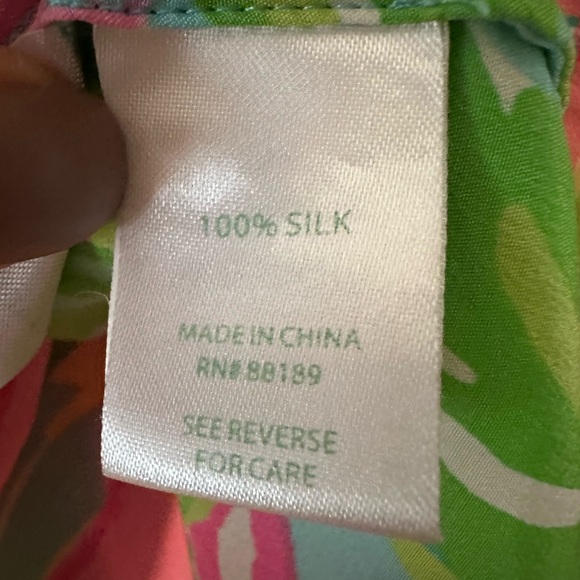 100% SILK
MADE IN CHINA
RN# 88189
SEE REVERSE
FOR CARE